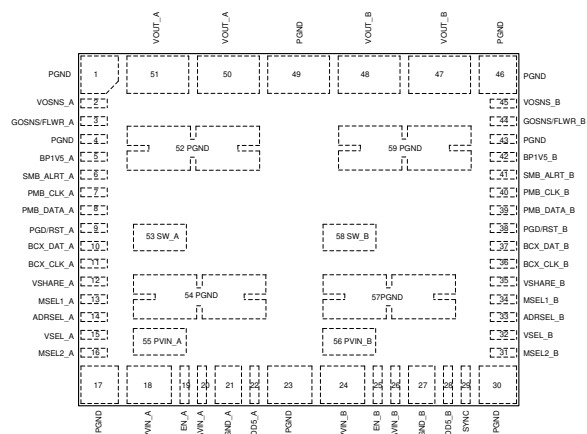 VOUT_A VOUT_A PGND VOUT_B VOUT_B PGND
PGND 1 51 50 49 48 47 46 PGND
VOSNS_A 2 45 VOSNS_B
GOSNS/FLWR_A 3 44 GOSNS/FLWR_B
PGND 4 43 PGND
BP1V5_A 5 52 PGND 59 PGND 42 BP1V5_B
SMB_ALRT_A 6 41 SMB_ALRT_B
PMB_CLK_A 7 40 PMB_CLK_B
PMB_DATA_A 8 39 PMB_DATA_B
PGD/RST_A 9 38 PGD/RST_B
53 SW_A 58 SW_B
BCX_DAT_A 10 37 BCX_DAT_B
BCX_CLK_A 11 36 BCX_CLK_B
VSHARE_A 12 35 VSHARE_B
MSEL1_A 13 54 PGND 57PGND 34 MSEL1_B
ADRSEL_A 14 33 ADRSEL_B
VSEL_A 15 55 PVIN_A 56 PVIN_B 32 VSEL_B
MSEL2_A 16 31 MSEL2_B
17 18 19 20 21 22 23 24 25 26 27 28 29 30
PGND PVIN_A EN_A AVIN_A PGND PVIN_B EN_B AVIN_B SYNC PGND